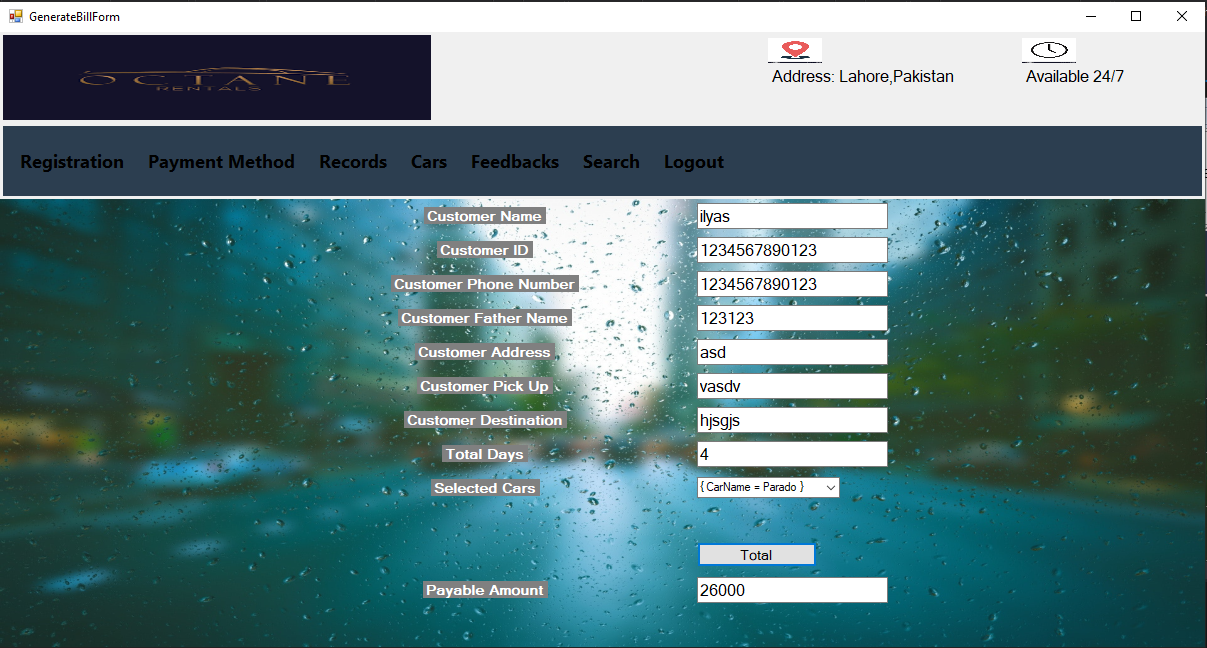 GenerateBillForm
OCTANE
RENTALS
Address: Lahore,Pakistan
Available 24/7
Registration Payment Method Records Cars Feedbacks Search Logout
Customer Name ilyas
Customer ID 1234567890123
Customer Phone Number 1234567890123
Customer Father Name 123123
Customer Address asd
Customer Pick Up vasdv
Customer Destination hjsgjs
Total Days 4
Selected Cars { CarName = Parado }
Total
Payable Amount 26000